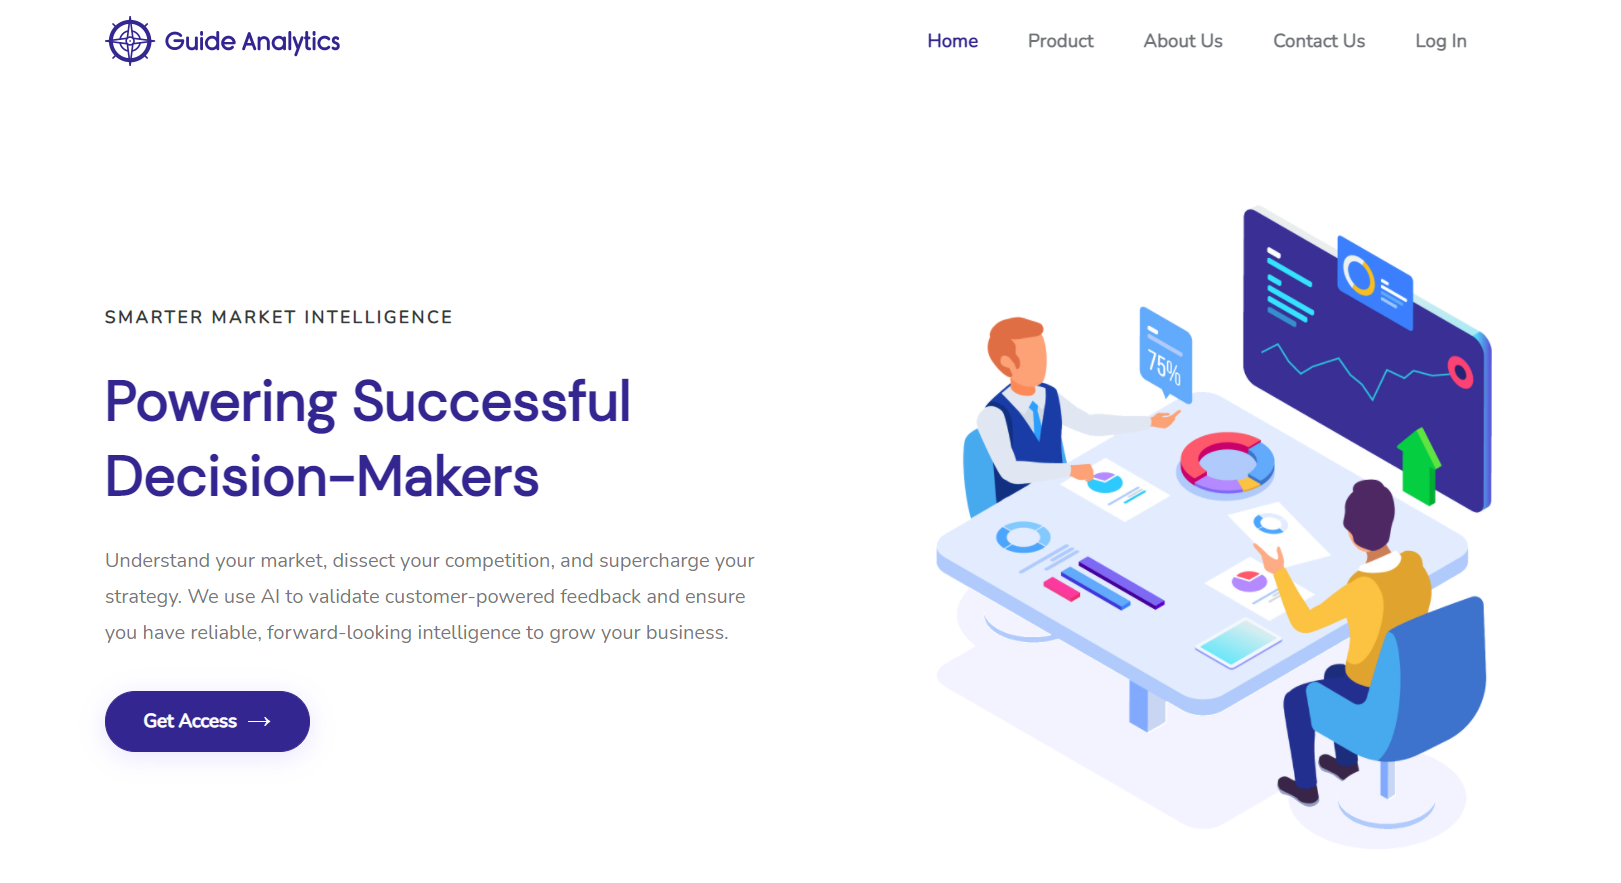 Guide Analytics
Home Product About Us Contact Us Log In
SMARTER MARKET INTELLIGENCE
Powering Successful
Decision-Makers
Understand your market, dissect your competition, and supercharge your
strategy. We use AI to validate customer-powered feedback and ensure
you have reliable, forward-looking intelligence to grow your business.
Get Access →
75%